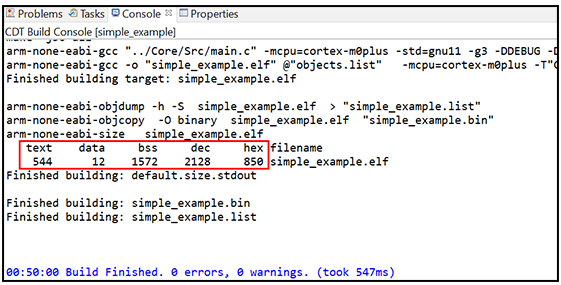 Problems Tasks Console Properties
CDT Build Console [simple_example]
arm-none-eabi-gcc "../Core/Src/main.c" -mcpu=cortex-m0plus -std=gnu11 -g3 -DDEBUG
arm-none-eabi-gcc -o "simple_example.elf" @"objects.list"   -mcpu=cortex-m0plus
Finished building target: simple_example.elf
arm-none-eabi-objdump -h -S  simple_example.elf  > "simple_example.list"
arm-none-eabi-objcopy  -O binary  simple_example.elf  "simple_example.bin"
arm-none-eabi-size   simple_example.elf
text data bss dec hex filename
544 12 1572 2128 850 simple_example.elf
Finished building: default.size.stdout
Finished building: simple_example.bin
Finished building: simple_example.list
00:50:00 Build Finished. 0 errors, 0 warnings. (took 547ms)